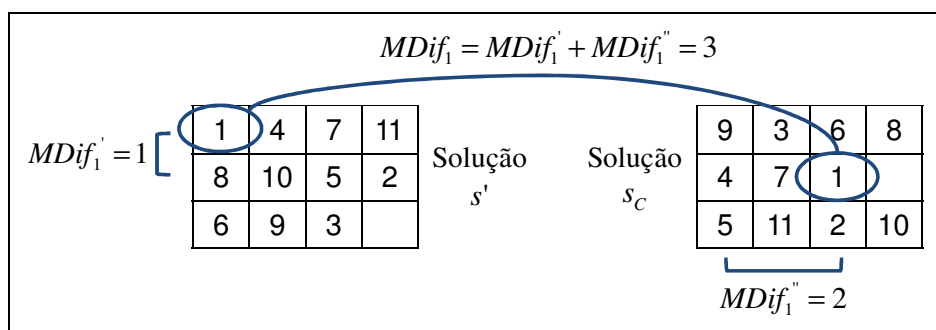 MDif₁ = MDif₁' + MDif₁'' = 3
MDif₁' = 1
1 4 7 11
8 10 5 2
6 9 3
Solução
s'
Solução
s_C
9 3 6 8
4 7 1
5 11 2 10
MDif₁'' = 2